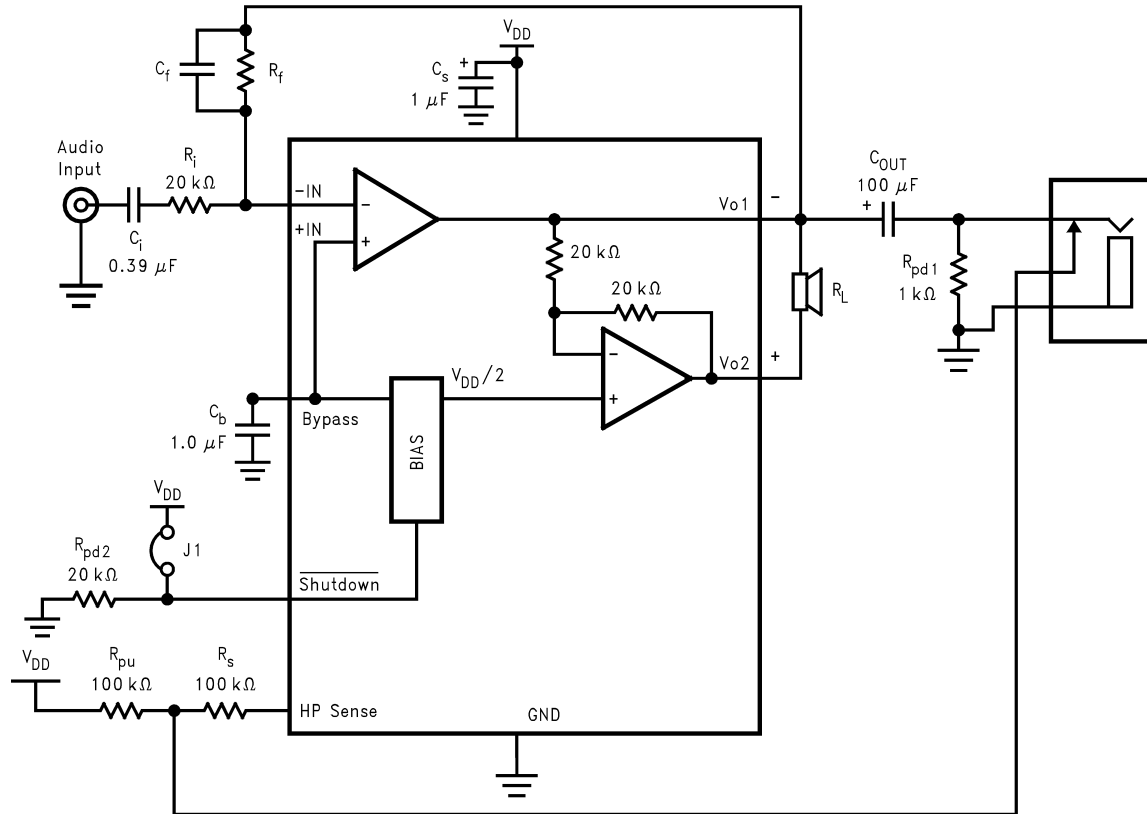 V_DD
C_f
R_f
C_s
+
1 µF
Audio
Input
R_i
20 kΩ
C_i
0.39 µF
−IN
+IN
−
+
Vo1
−
C_OUT
100 µF
+
20 kΩ
20 kΩ
R_L
R_pd1
1 kΩ
−
+
Vo2
+
V_DD/2
C_b
1.0 µF
Bypass
BIAS
V_DD
J1
R_pd2
20 kΩ
Shutdown
V_DD
R_pu
100 kΩ
R_s
100 kΩ
HP Sense
GND